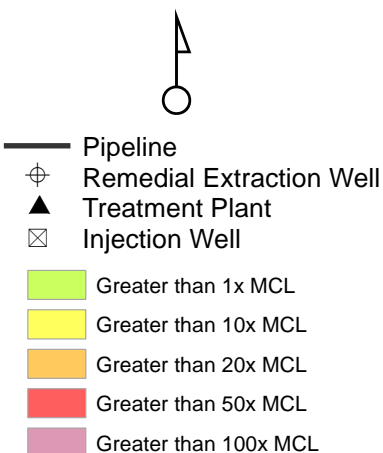 Pipeline
Remedial Extraction Well
Treatment Plant
Injection Well
Greater than 1x MCL
Greater than 10x MCL
Greater than 20x MCL
Greater than 50x MCL
Greater than 100x MCL